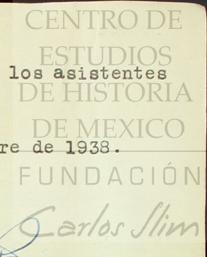 CENTRO DE
ESTUDIOS
los asistentes
DE HISTORIA
DE MEXICO
re de 1938.
FUNDACIÓN
Carlos Slim